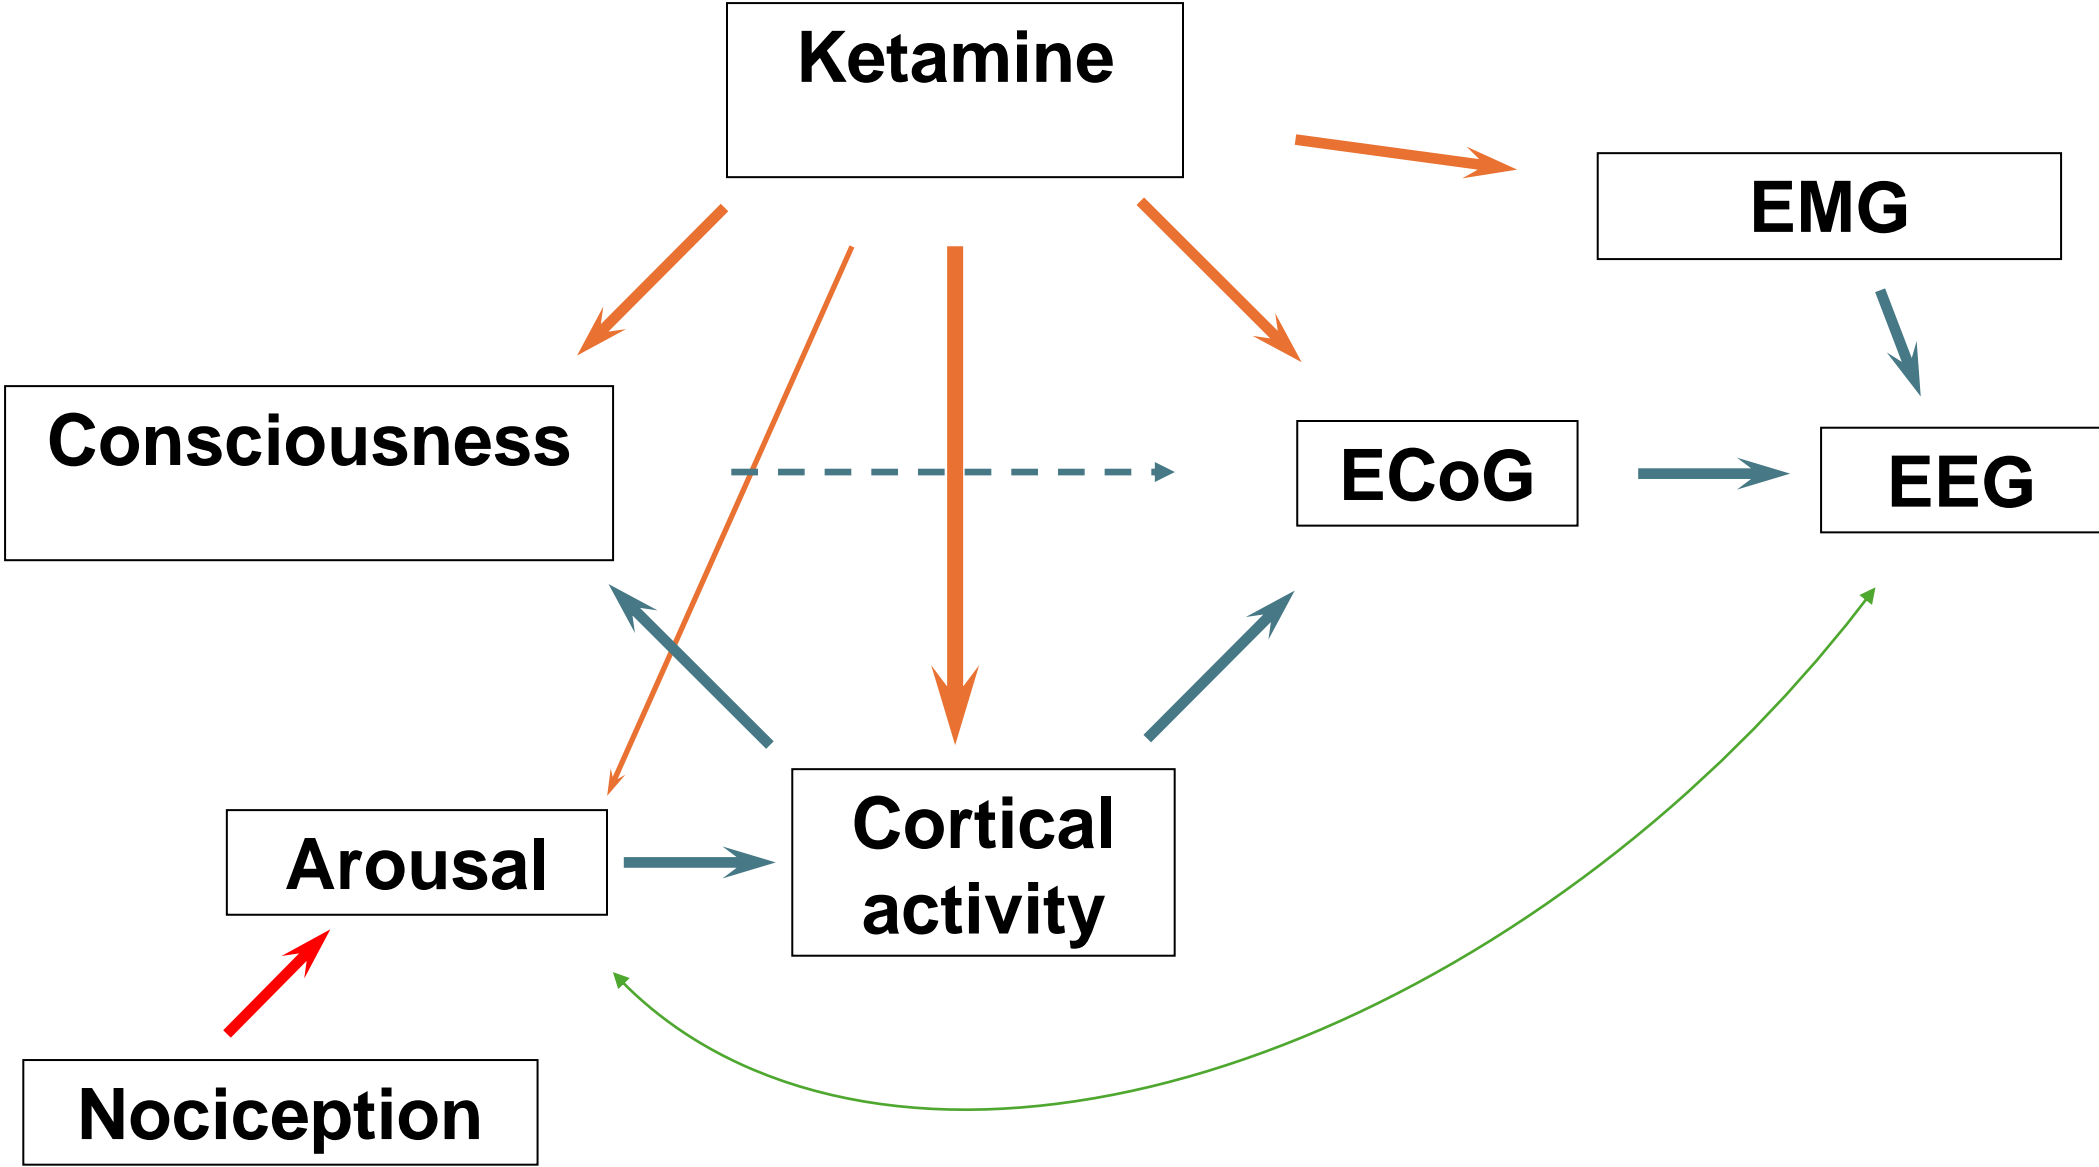 Ketamine
EMG
Consciousness
ECoG
EEG
Cortical
activity
Arousal
Nociception